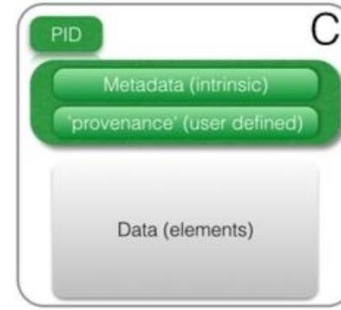 PID
C
Metadata (intrinsic)
'provenance' (user defined)
Data (elements)